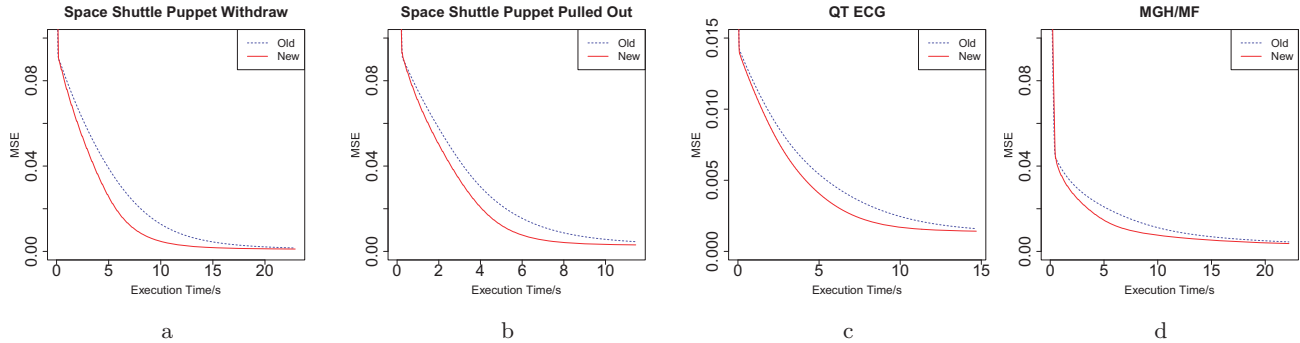 Space Shuttle Puppet Withdraw
Old
New
MSE
0.00 0.04 0.08
0 5 10 15 20
Execution Time/s
a
Space Shuttle Puppet Pulled Out
Old
New
MSE
0.00 0.04 0.08
0 2 4 6 8 10
Execution Time/s
b
QT ECG
Old
New
MSE
0.000 0.005 0.010 0.015
0 5 10 15
Execution Time/s
c
MGH/MF
Old
New
MSE
0.00 0.04 0.08
0 5 10 15 20
Execution Time/s
d